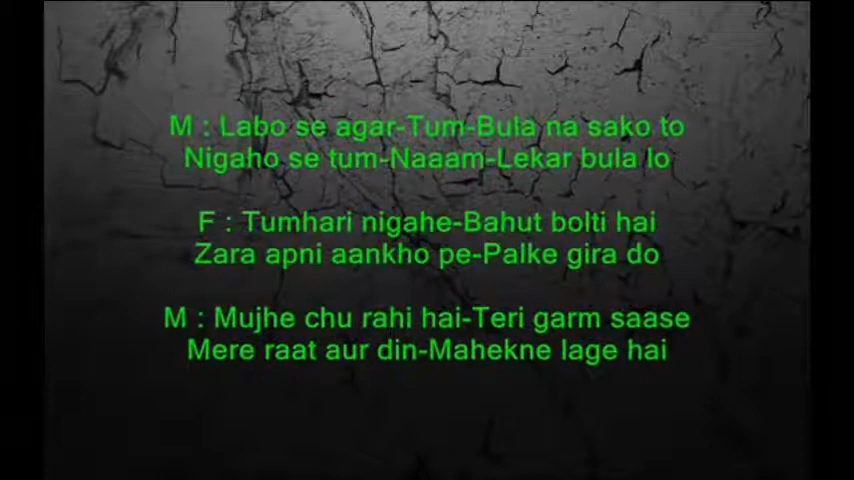 M : Labo se agar-Tum-Bula na sako to
Nigaho se tum-Naaam-Lekar bula lo
F : Tumhari nigahe-Bahut bolti hai
Zara apni aankho pe-Palke gira do
M : Mujhe chu rahi hai-Teri garm saase
Mere raat aur din-Mahekne lage hai